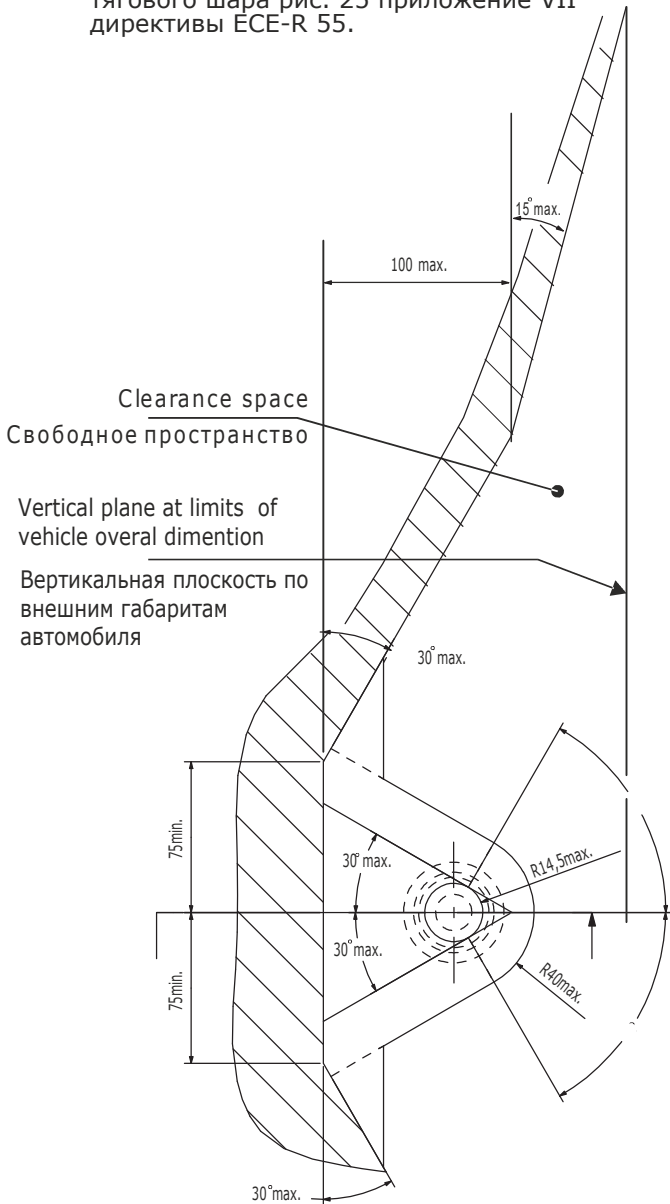 тягового шара рис. 25 приложение VII
директивы ECE-R 55.
15°max.
100 max.
Clearance space
Свободное пространство
Vertical plane at limits of
vehicle overal dimention
Вертикальная плоскость по
внешним габаритам
автомобиля
30°max.
75min.
30°max.
R14,5max.
30°max.
75min.
R40max.
30°max.